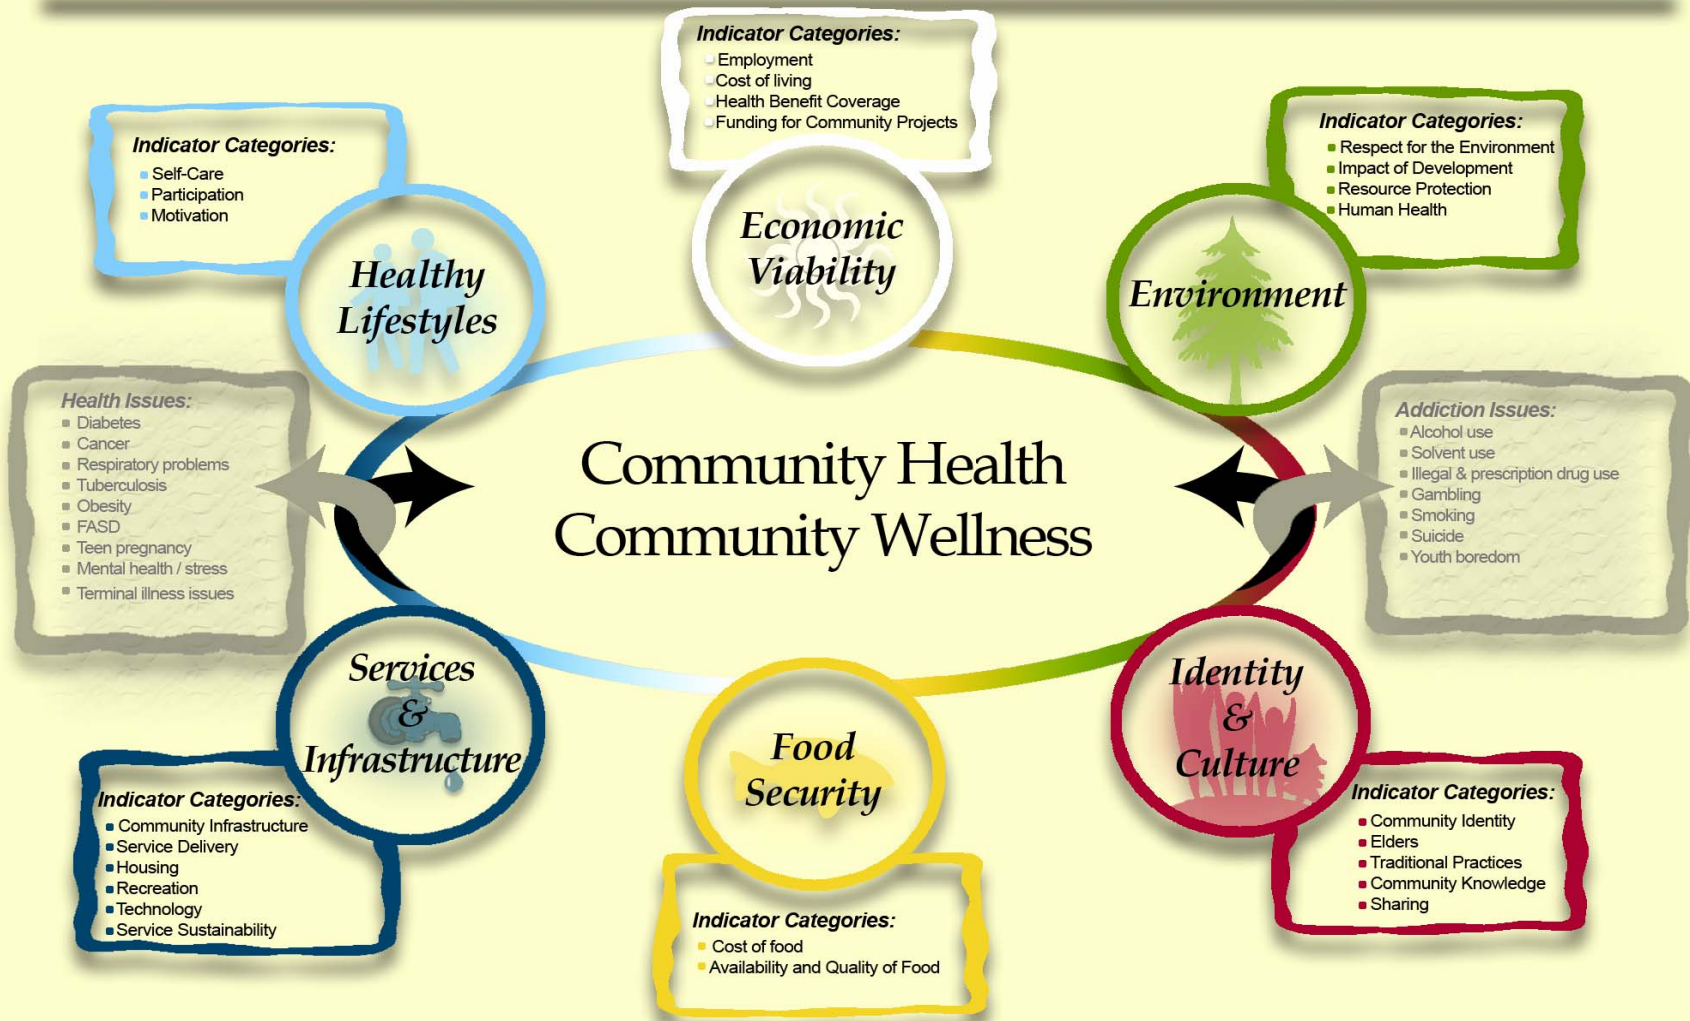 Indicator Categories:
Employment
Cost of living
Health Benefit Coverage
Funding for Community Projects
Economic
Viability
Indicator Categories:
Self-Care
Participation
Motivation
Healthy
Lifestyles
Indicator Categories:
Respect for the Environment
Impact of Development
Resource Protection
Human Health
Environment
Health Issues:
Diabetes
Cancer
Respiratory problems
Tuberculosis
Obesity
FASD
Teen pregnancy
Mental health / stress
Terminal illness issues
Community Health
Community Wellness
Addiction Issues:
Alcohol use
Solvent use
Illegal & prescription drug use
Gambling
Smoking
Suicide
Youth boredom
Services
&
Infrastructure
Indicator Categories:
Community Infrastructure
Service Delivery
Housing
Recreation
Technology
Service Sustainability
Food
Security
Indicator Categories:
Cost of food
Availability and Quality of Food
Identity
&
Culture
Indicator Categories:
Community Identity
Elders
Traditional Practices
Community Knowledge
Sharing